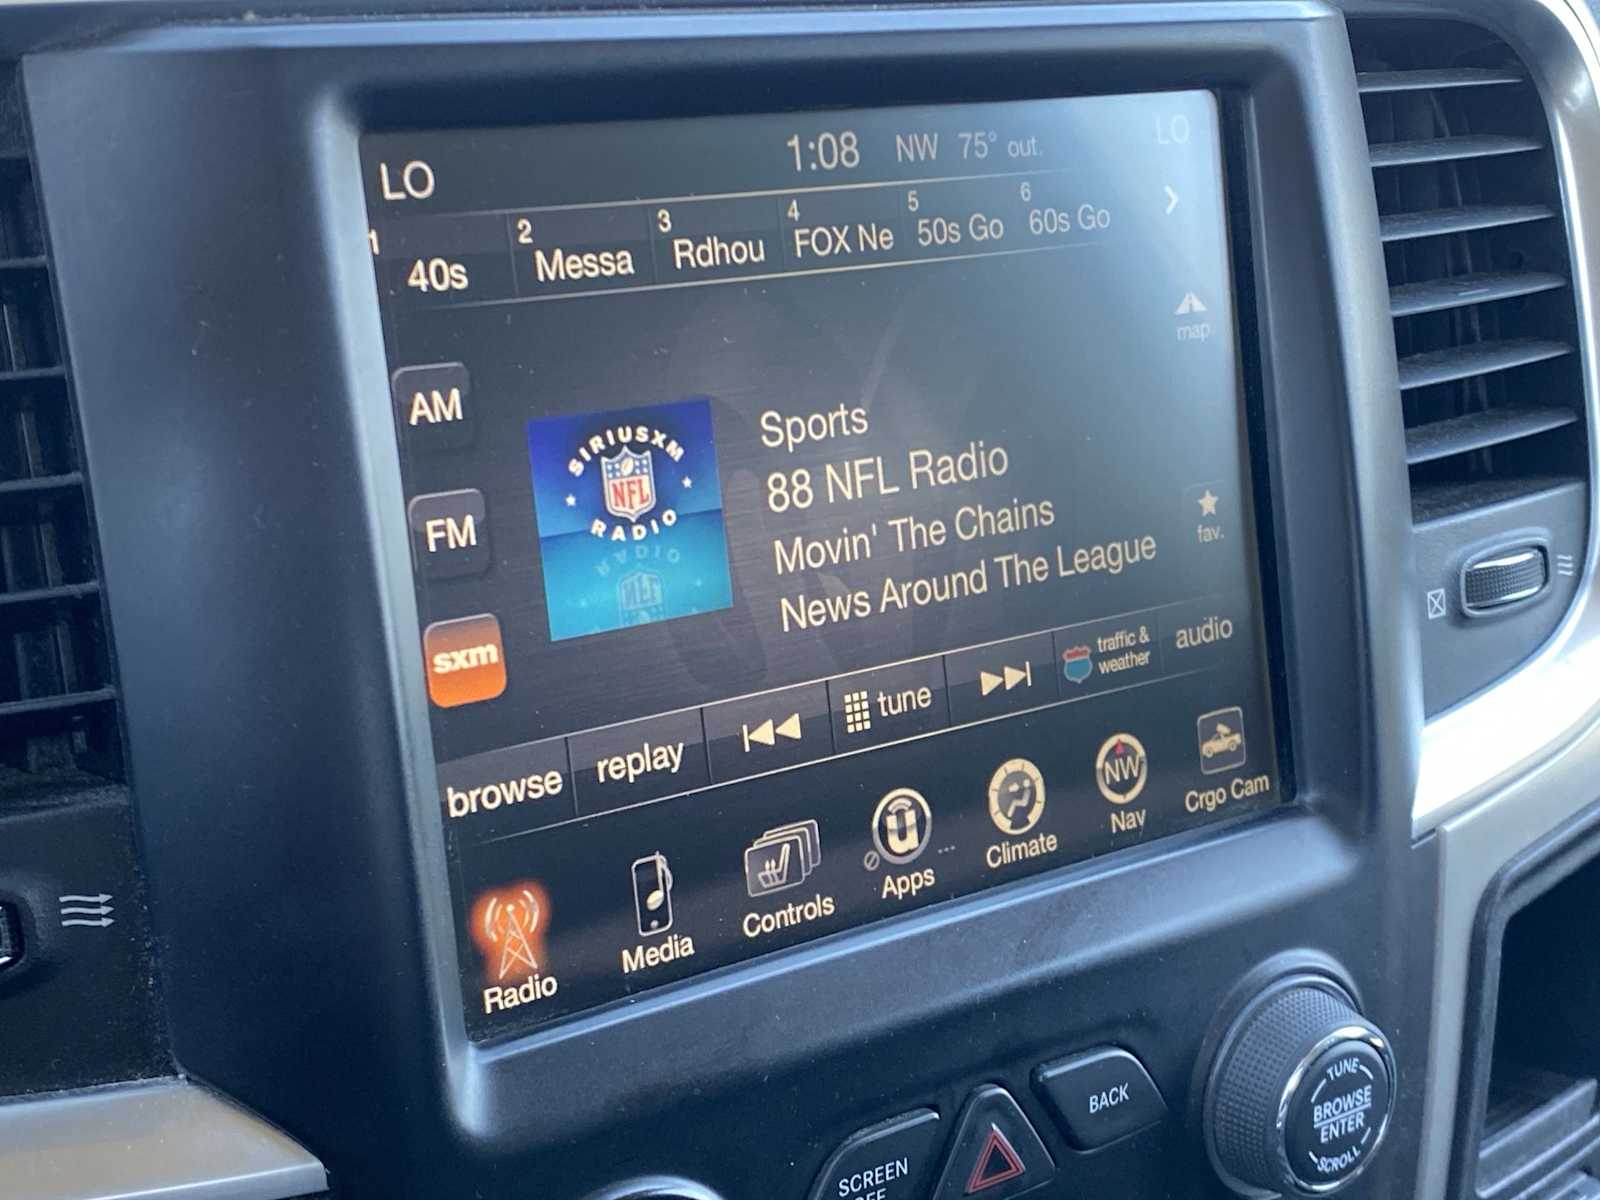 LO
1:08 NW 75° out.
LO
1 40s
2 Messa
3 Rdhou
4 FOX Ne
5 50s Go
6 60s Go
map
AM
FM
sxm
SIRIUSXM
NFL
RADIO
Sports
88 NFL Radio
Movin' The Chains
News Around The League
fav.
browse
replay
tune
traffic &
weather
audio
Radio
Media
Controls
Apps
Climate
NW
Nav
Crgo Cam
SCREEN
BACK
TUNE
BROWSE
ENTER
SCROLL